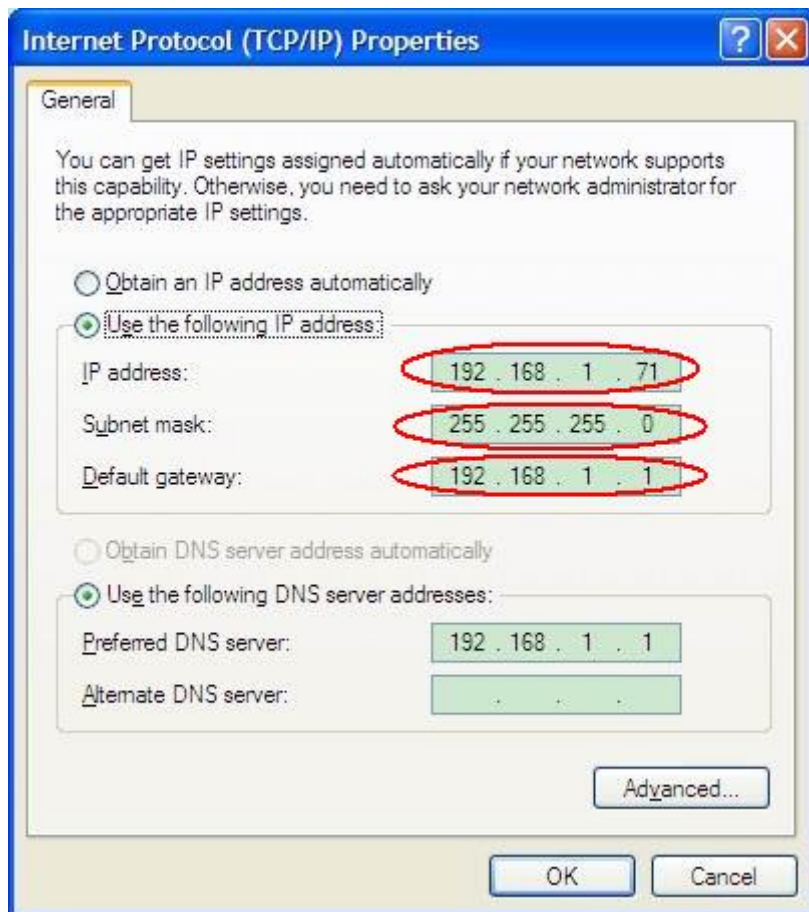 Internet Protocol (TCP/IP) Properties
General
You can get IP settings assigned automatically if your network supports
this capability. Otherwise, you need to ask your network administrator for
the appropriate IP settings.
Obtain an IP address automatically
Use the following IP address:
IP address: 192 . 168 . 1 . 71
Subnet mask: 255 . 255 . 255 . 0
Default gateway: 192 . 168 . 1 . 1
Obtain DNS server address automatically
Use the following DNS server addresses:
Preferred DNS server: 192 . 168 . 1 . 1
Alternate DNS server: . . .
Advanced...
OK Cancel